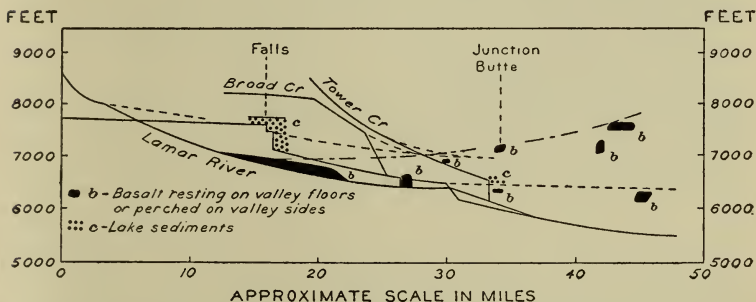 FEET FEET
9000 9000
8000 8000
7000 7000
6000 6000
5000 5000
Falls
Junction
Butte
Broad Cr
Tower Cr
c
Lamar River
b
b
b
b
c
b
b
b
b
b - Basalt resting on valley floors
or perched on valley sides
c - Lake sediments
0 10 20 30 40 50
APPROXIMATE SCALE IN MILES